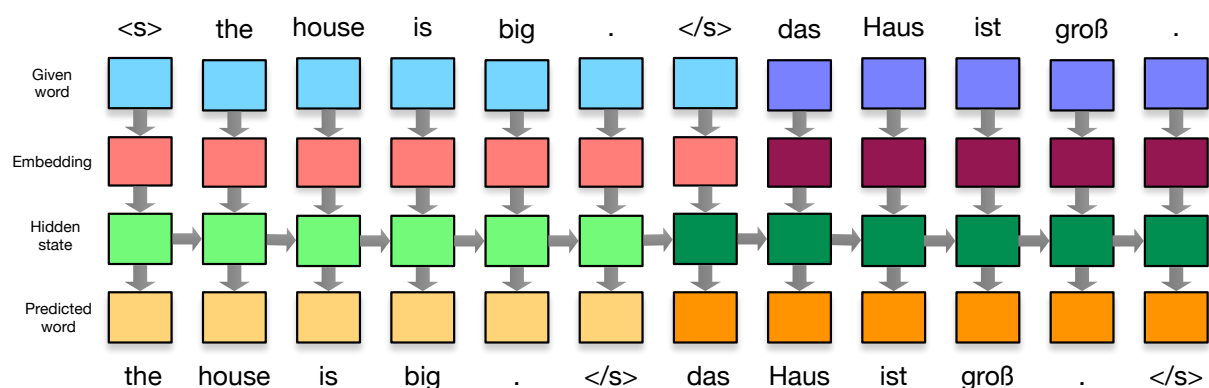 <s> the house is big . </s> das Haus ist groß .
Given
word
Embedding
Hidden
state
Predicted
word
the house is big . </s> das Haus ist groß . </s>